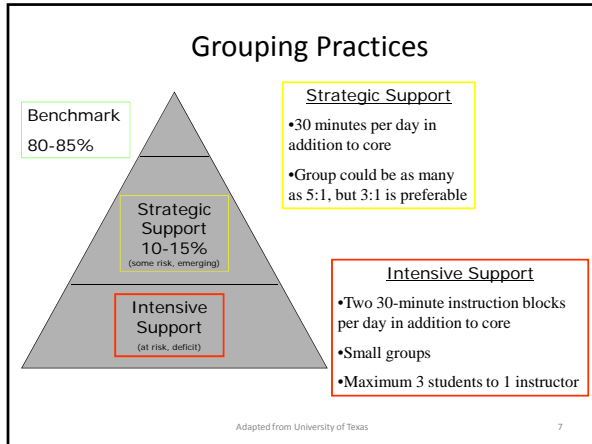 Grouping Practices
Benchmark
80-85%
Strategic
Support
10-15%
(some risk, emerging)
Intensive
Support
(at risk, deficit)
Strategic Support
•30 minutes per day in
addition to core
•Group could be as many
as 5:1, but 3:1 is preferable
Intensive Support
•Two 30-minute instruction blocks
per day in addition to core
•Small groups
•Maximum 3 students to 1 instructor
Adapted from University of Texas
7